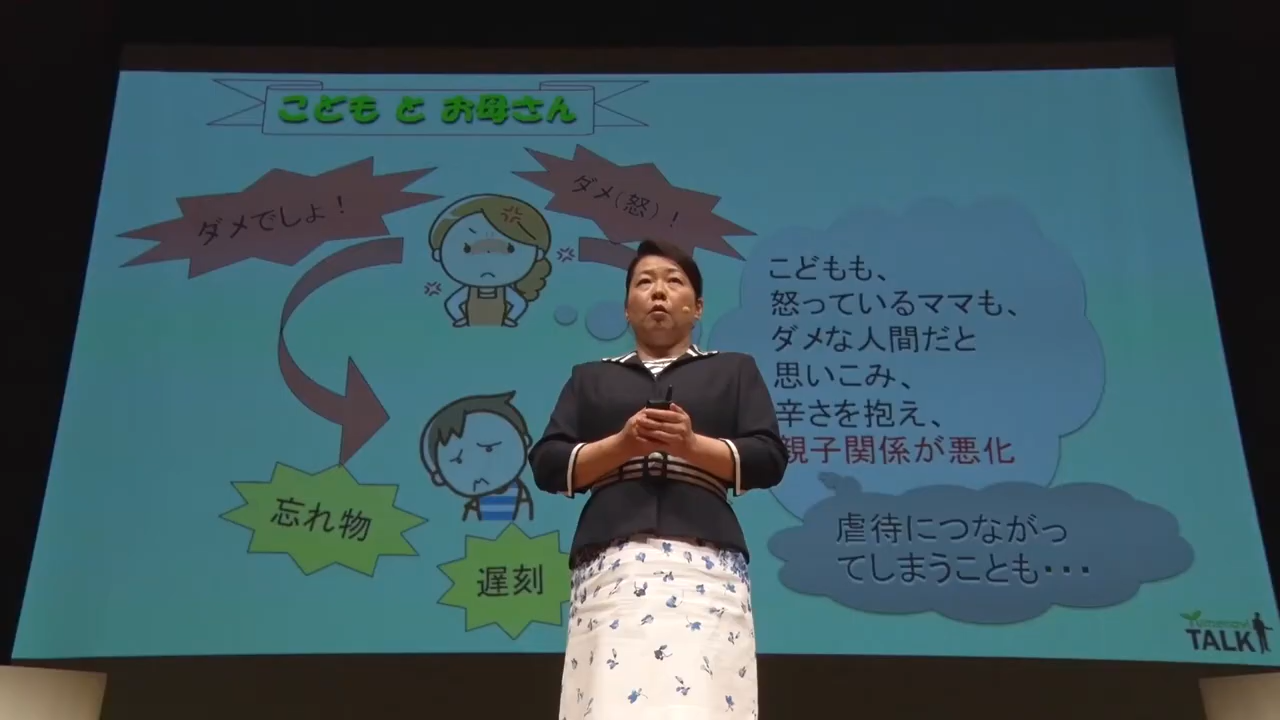 こども と お母さん
ダメでしょ！
ダメ(怒)！
こどもも、
怒っているママも、
ダメな人間だと
思いこみ、
辛さを抱え、
親子関係が悪化
忘れ物
遅刻
虐待につながっ
てしまうことも・・・
Yumenavi
TALK